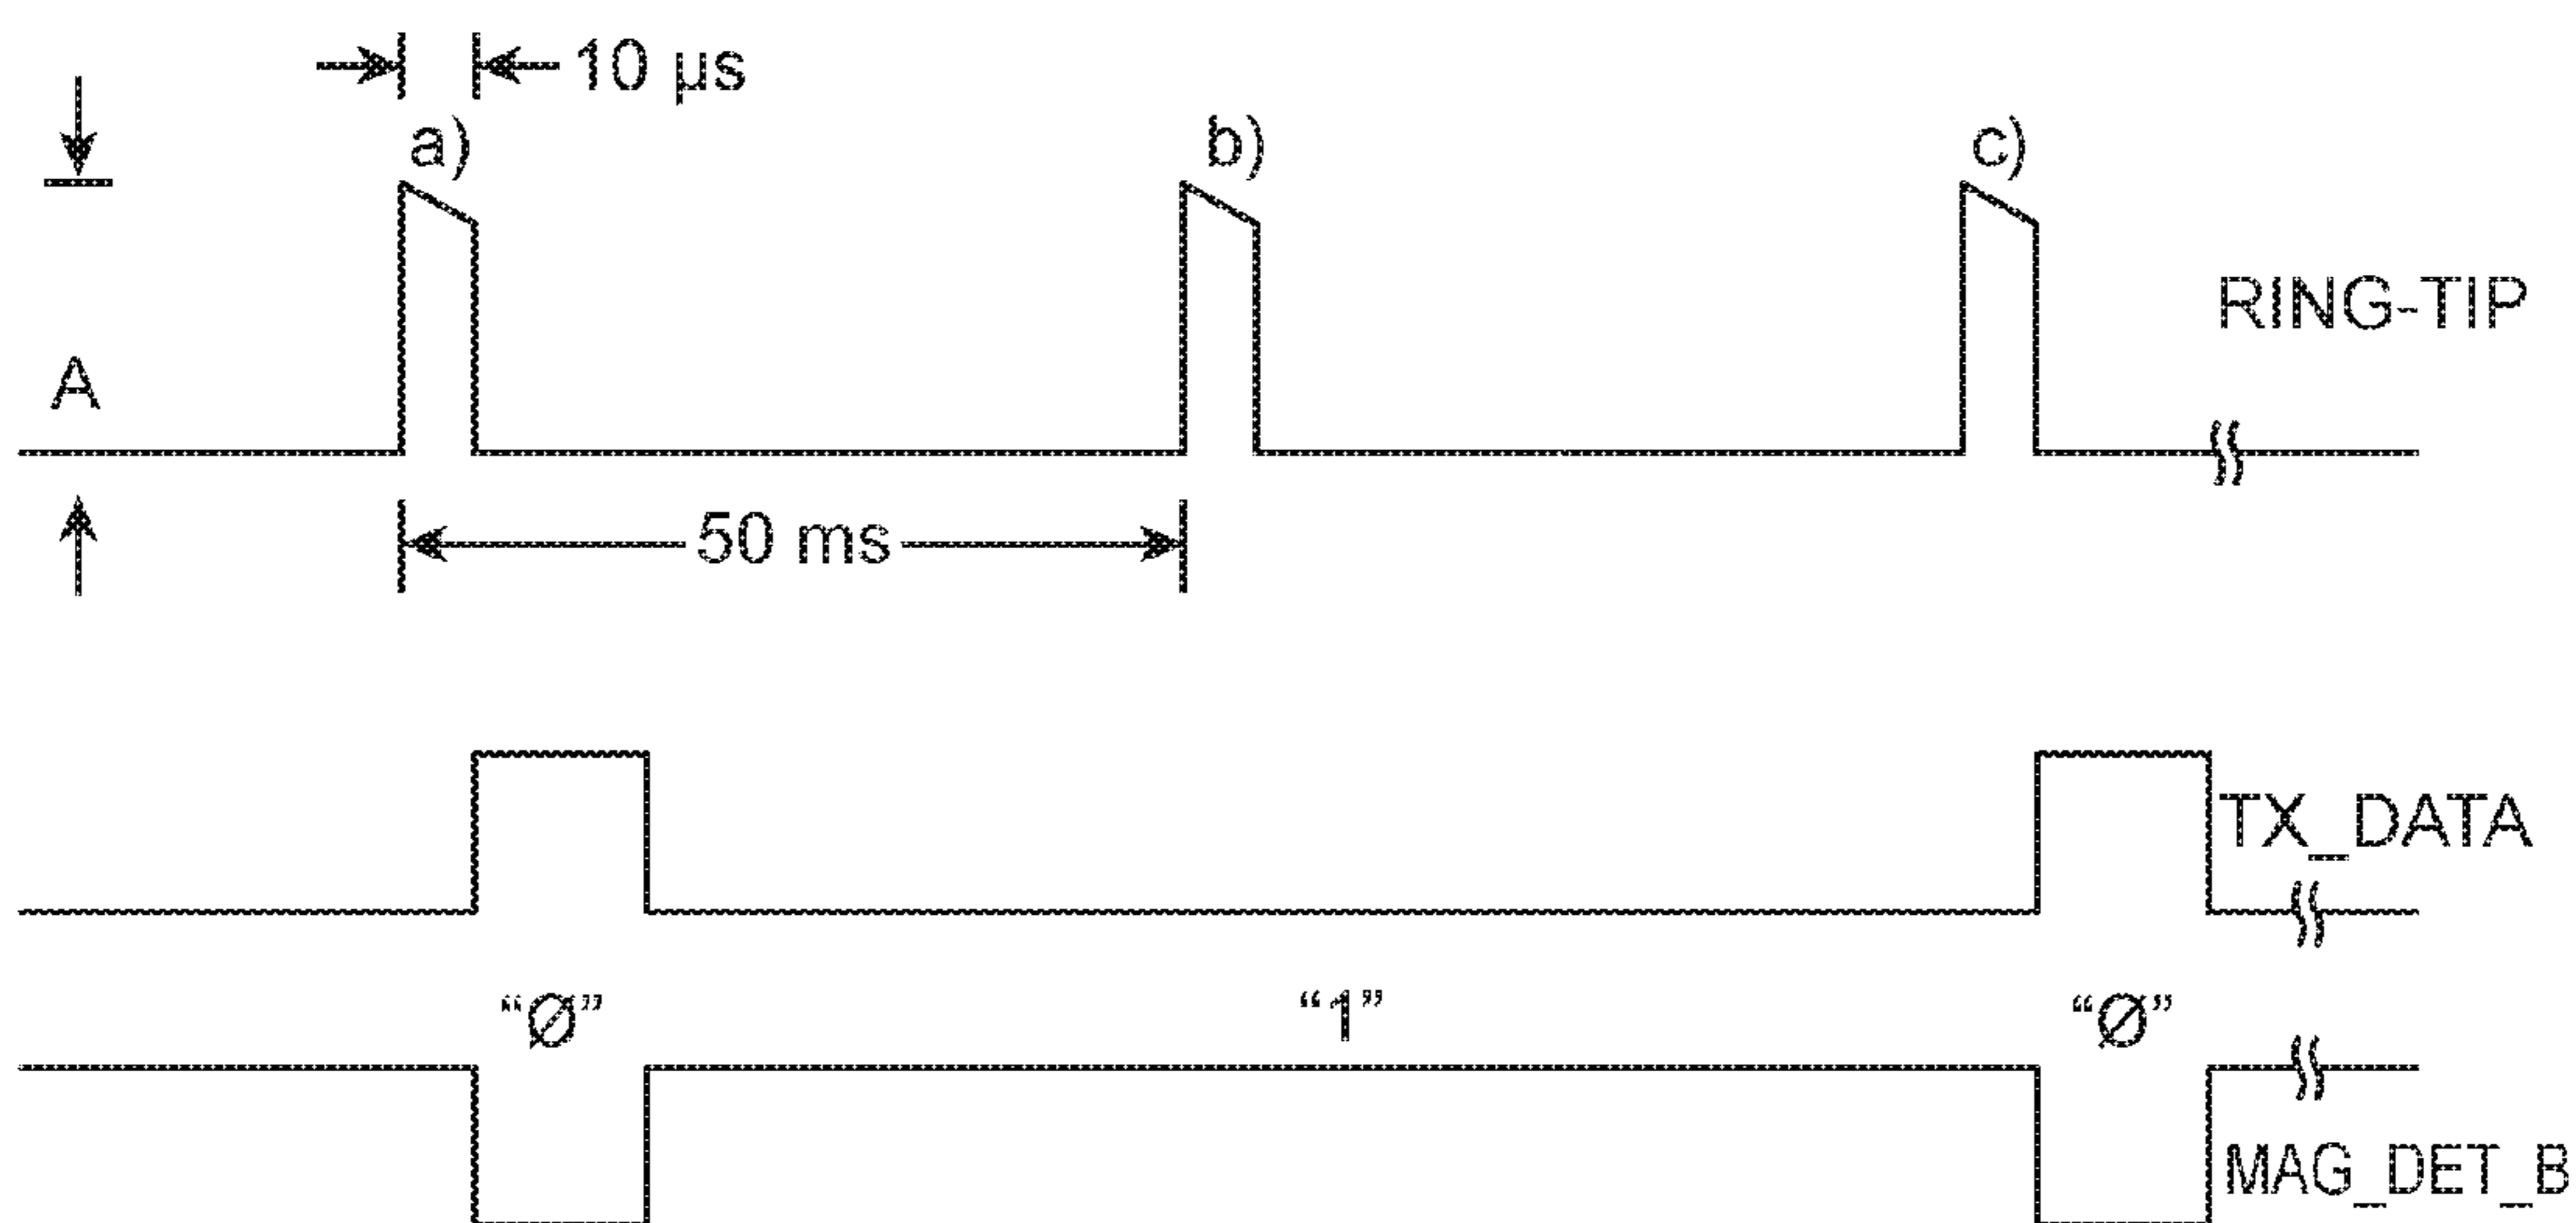 10 µs
a)
b)
c)
RING-TIP
A
50 ms
TX_DATA
“Ø”
“1”
“Ø”
MAG_DET_B